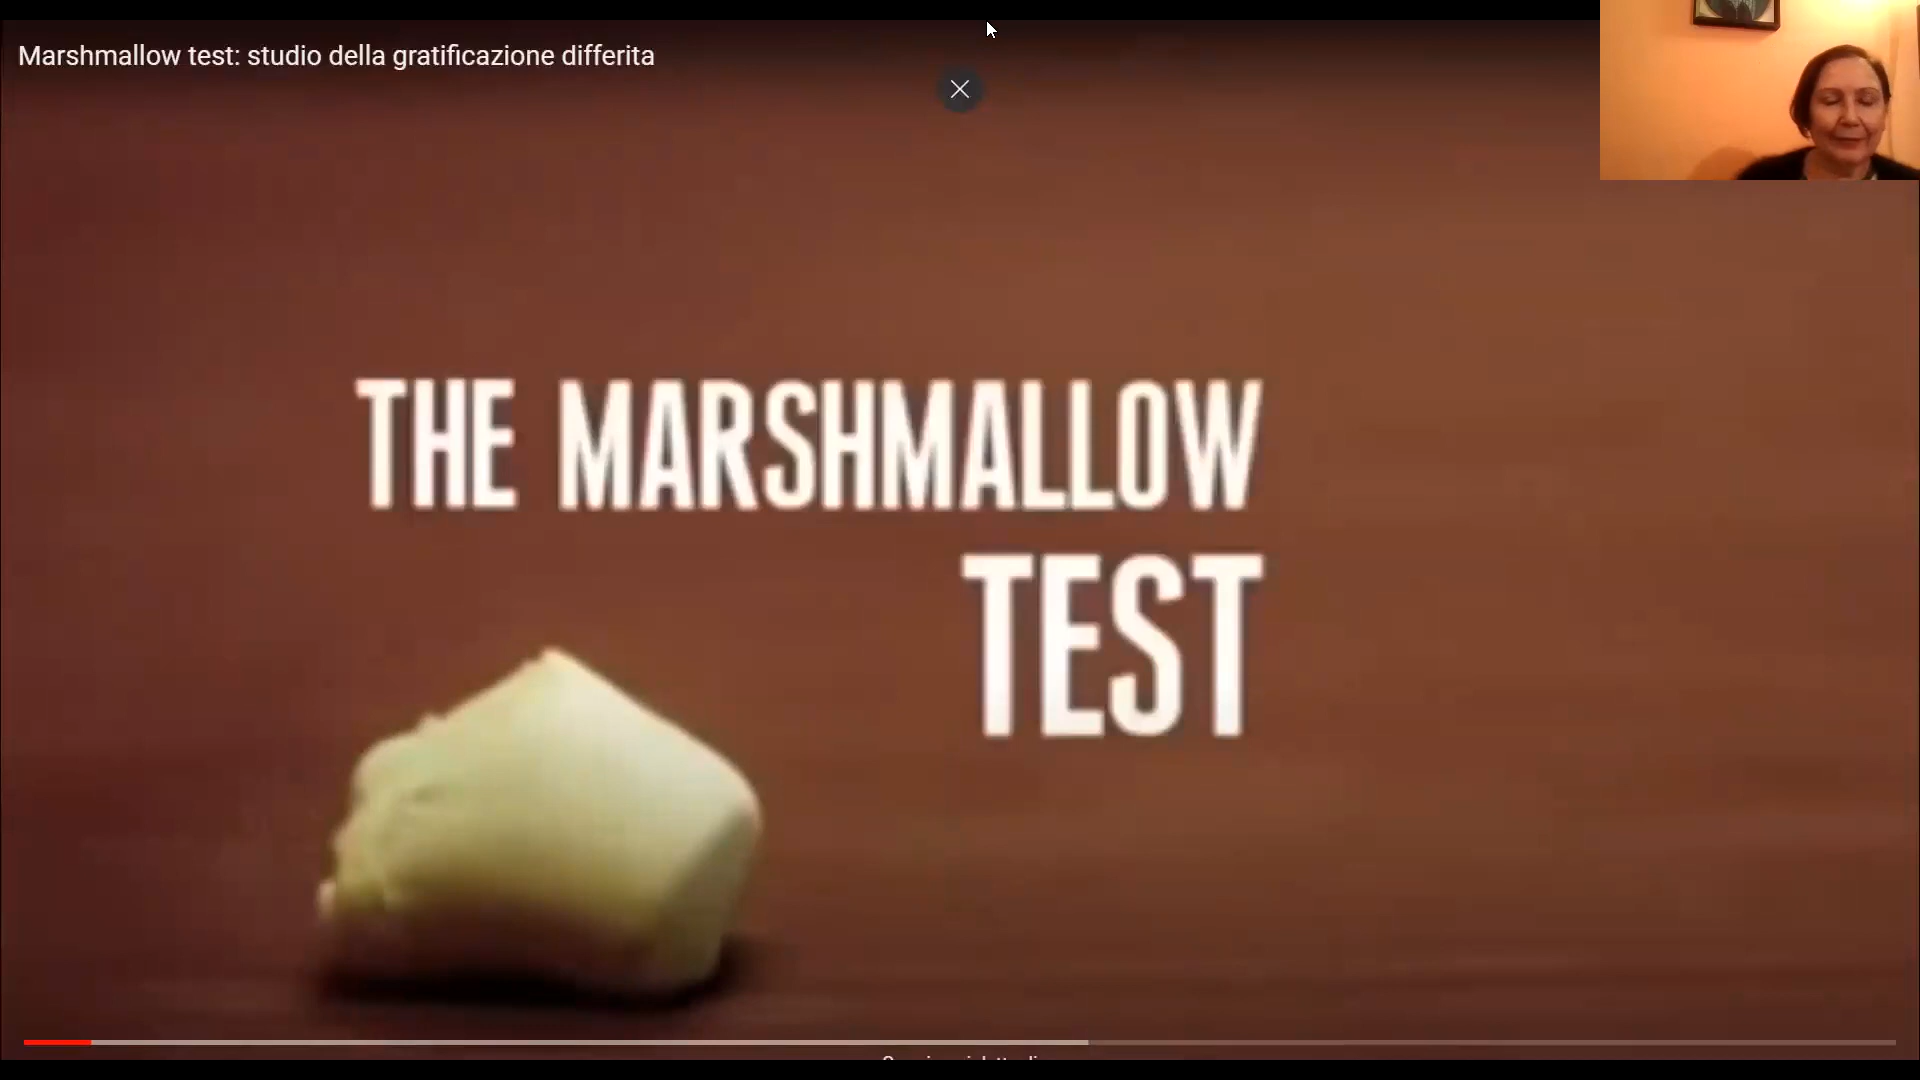 Marshmallow test: studio della gratificazione differita
THE MARSHMALLOW
TEST